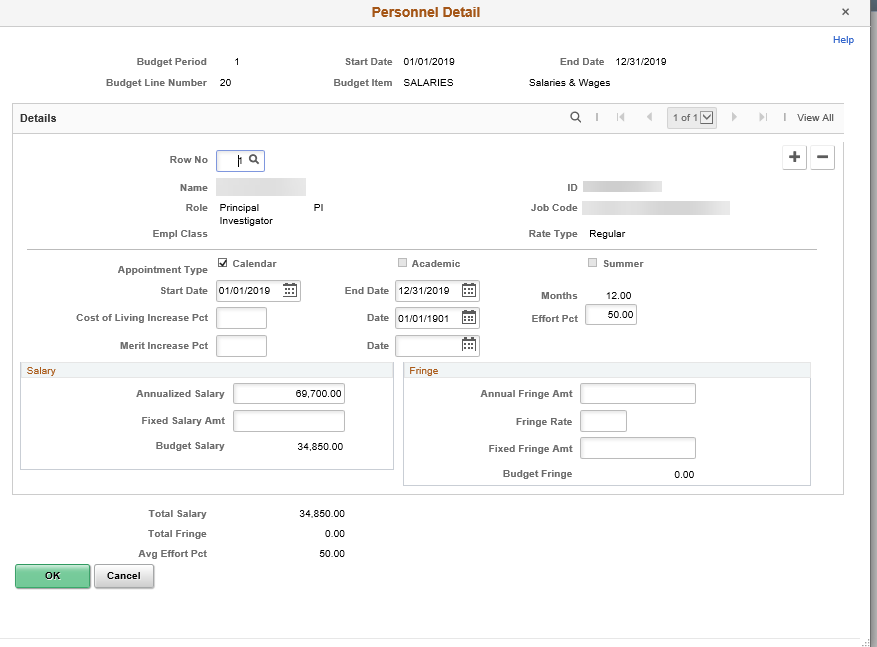 Personnel Detail
Help
Budget Period 1 Start Date 01/01/2019 End Date 12/31/2019
Budget Line Number 20 Budget Item SALARIES Salaries & Wages
Details 1 of 1 View All
Row No 1
Name ID
Role Principal Investigator PI Job Code
Empl Class Rate Type Regular
Appointment Type Calendar Academic Summer
Start Date 01/01/2019 End Date 12/31/2019 Months 12.00
Cost of Living Increase Pct Date 01/01/1901 Effort Pct 50.00
Merit Increase Pct Date
Salary Fringe
Annualized Salary 69,700.00 Annual Fringe Amt
Fixed Salary Amt Fringe Rate
Budget Salary 34,850.00 Fixed Fringe Amt
Budget Fringe 0.00
Total Salary 34,850.00
Total Fringe 0.00
Avg Effort Pct 50.00
OK Cancel